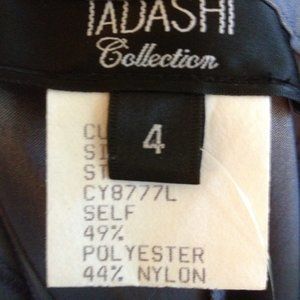 TADASHI
Collection
4
CY8777L
SELF
49%
POLYESTER
44% NYLON